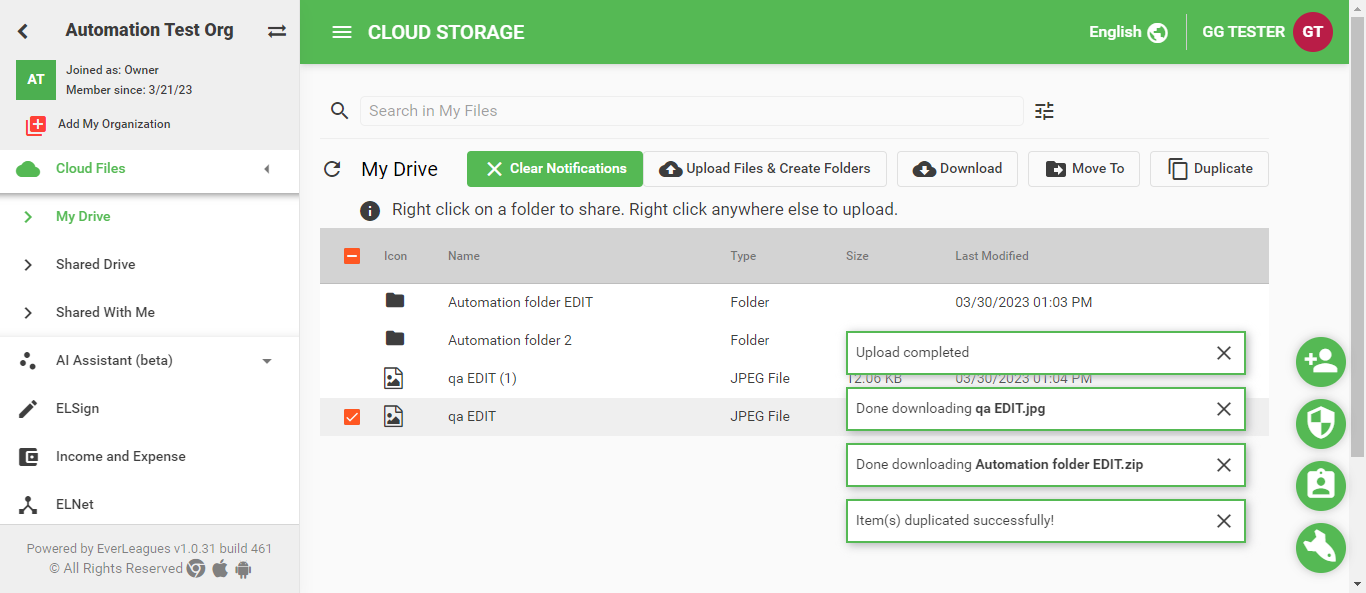 Automation Test Org
AT
Joined as: Owner
Member since: 3/21/23
Add My Organization
Cloud Files
My Drive
Shared Drive
Shared With Me
AI Assistant (beta)
ELSign
Income and Expense
ELNet
Powered by EverLeagues v1.0.31 build 461
© All Rights Reserved
CLOUD STORAGE
English
GG TESTER
GT
Search in My Files
My Drive
Clear Notifications
Upload Files & Create Folders
Download
Move To
Duplicate
Right click on a folder to share. Right click anywhere else to upload.
Icon Name Type Size Last Modified
Automation folder EDIT Folder 03/30/2023 01:03 PM
Automation folder 2 Folder
qa EDIT (1) JPEG File 12.06 KB 03/30/2023 01:04 PM
qa EDIT JPEG File
Upload completed
Done downloading qa EDIT.jpg
Done downloading Automation folder EDIT.zip
Item(s) duplicated successfully!